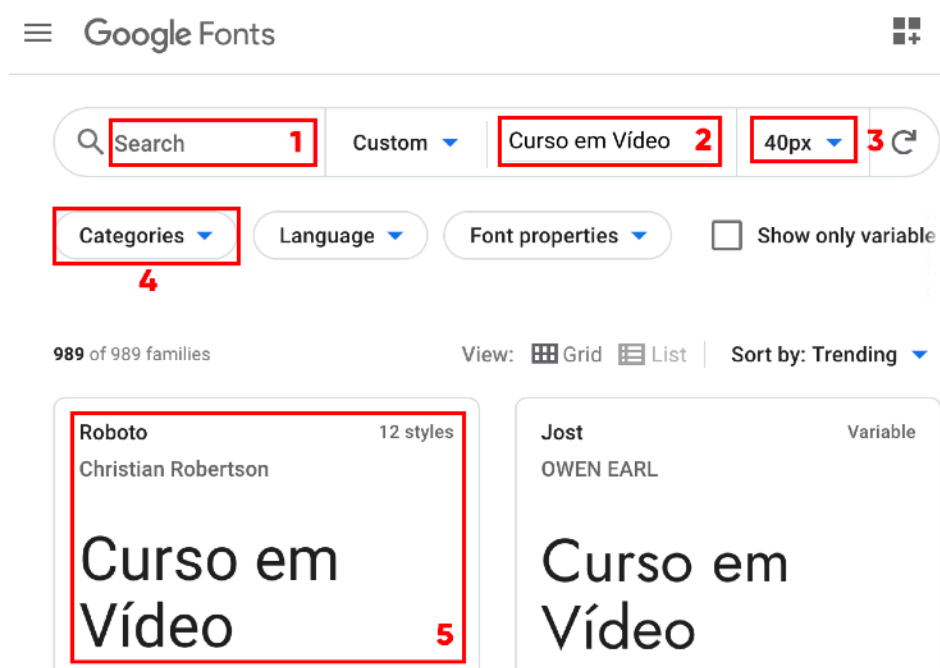 Google Fonts
Search 1 Custom Curso em Vídeo 2 40px 3
Categories Language Font properties Show only variable
4
989 of 989 families View: Grid List Sort by: Trending
Roboto 12 styles Jost Variable
Christian Robertson OWEN EARL
Curso em Curso em
Vídeo 5 Vídeo